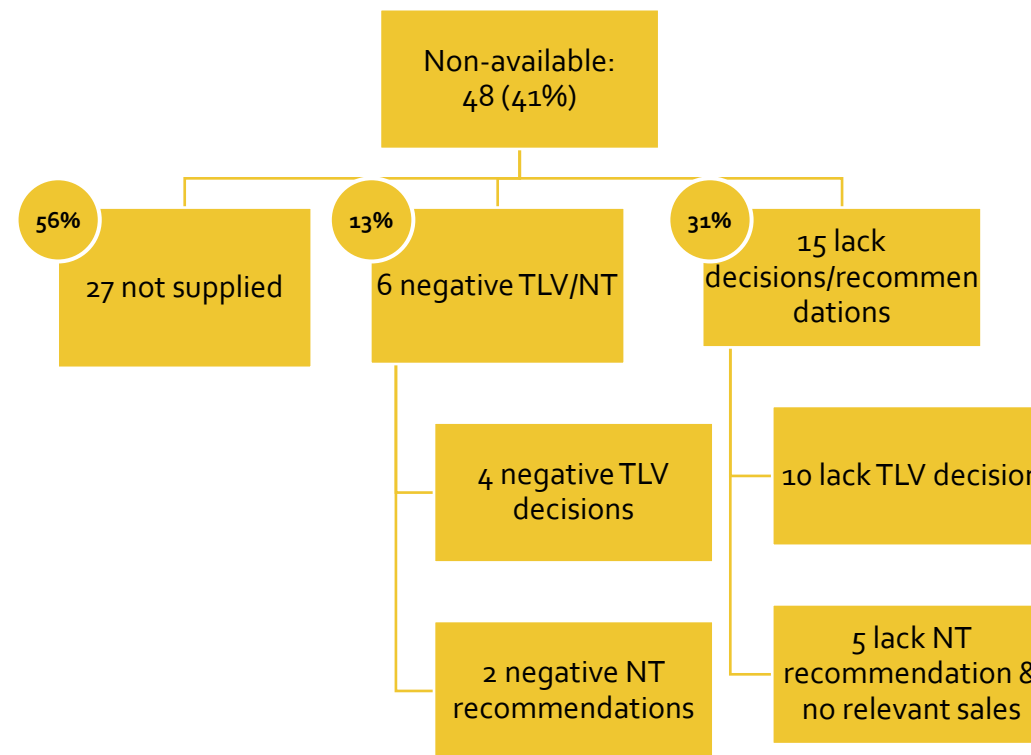 Non-available:
48 (41%)
56%
27 not supplied
13%
6 negative TLV/NT
31%
15 lack
decisions/recommen
dations
4 negative TLV
decisions
2 negative NT
recommendations
10 lack TLV decision
5 lack NT
recommendation &
no relevant sales